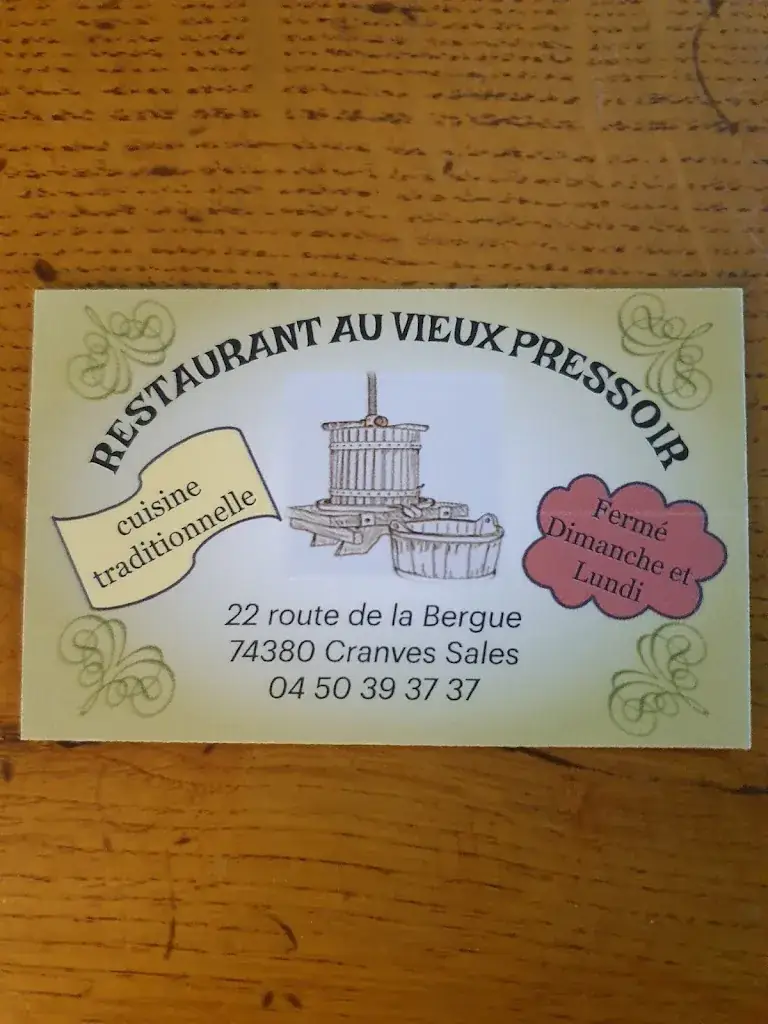 RESTAURANT AU VIEUX PRESSOIR
cuisine
traditionnelle
Fermé
Dimanche et
Lundi
22 route de la Bergue
74380 Cranves Sales
04 50 39 37 37